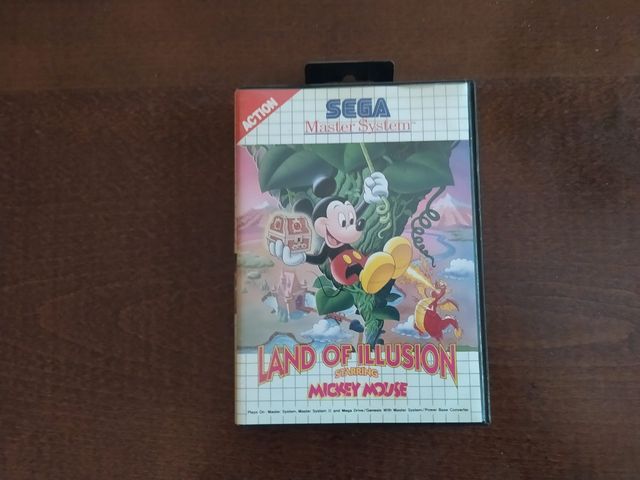 ACTION
SEGA
Master System
LAND OF ILLUSION
STARRING
MICKEY MOUSE
Plays On: Master System, Master System II and Mega Drive/Genesis With Master System/Power Base Converter.